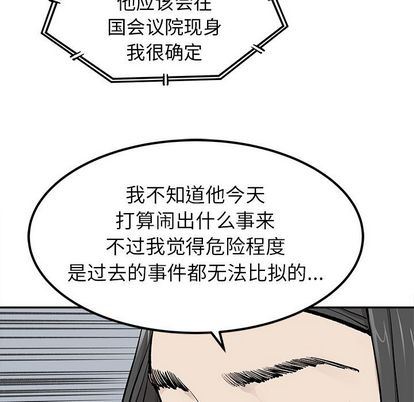 他应该会在
国会议院现身
我很确定
我不知道他今天
打算闹出什么事来
不过我觉得危险程度
是过去的事件都无法比拟的...